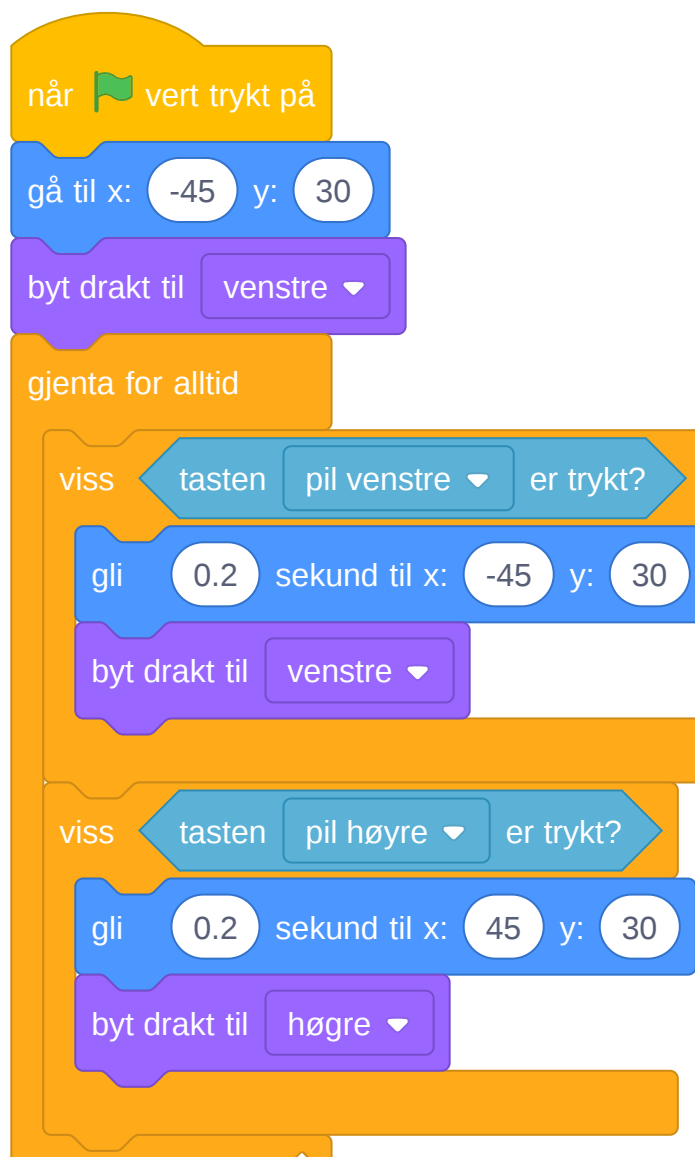 når vert trykt på
gå til x: -45 y: 30
byt drakt til venstre
gjenta for alltid
viss tasten pil venstre er trykt?
gli 0.2 sekund til x: -45 y: 30
byt drakt til venstre
viss tasten pil høyre er trykt?
gli 0.2 sekund til x: 45 y: 30
byt drakt til høgre